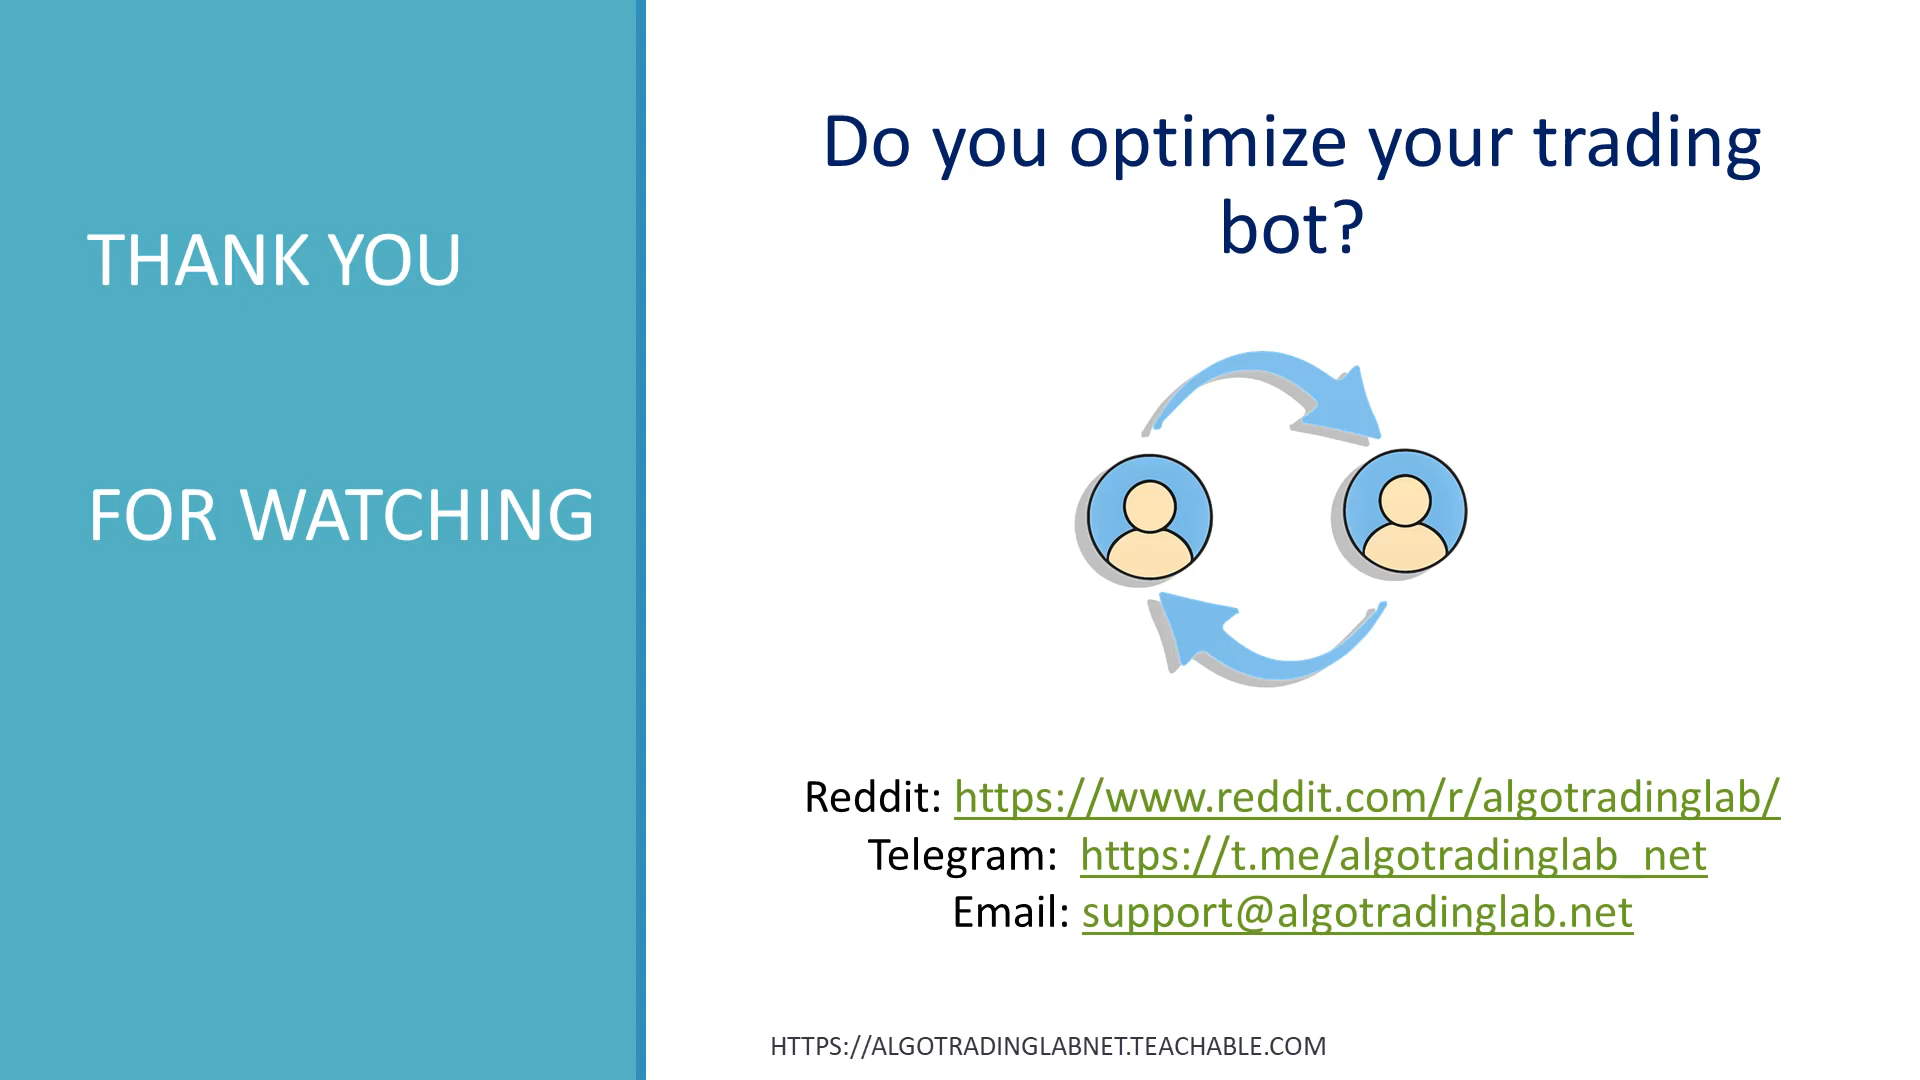 THANK YOU
FOR WATCHING
Do you optimize your trading
bot?
Reddit: https://www.reddit.com/r/algotradinglab/
Telegram: https://t.me/algotradinglab_net
Email: support@algotradinglab.net
HTTPS://ALGOTRADINGLABNET.TEACHABLE.COM